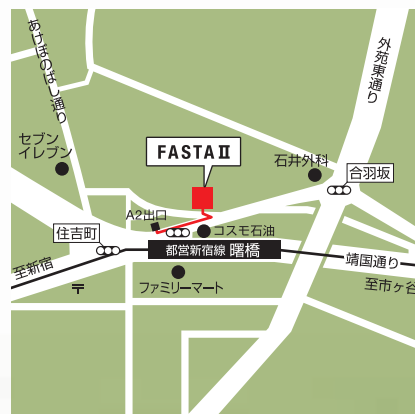 あけぼのばし通り
外苑東通り
セブン
イレブン
FASTAⅡ
石井外科
合羽坂
A2出口
住吉町
コスモ石油
都営新宿線 曙橋
靖国通り
至新宿
〒
ファミリーマート
至市ヶ谷